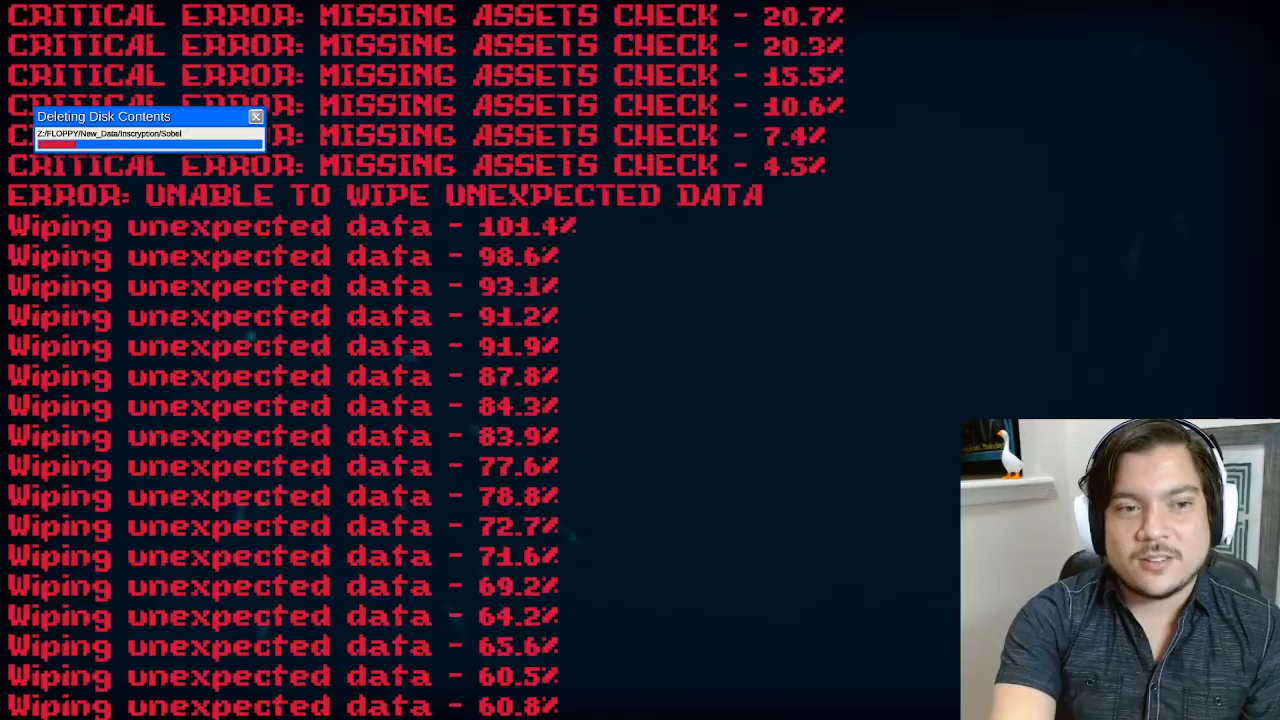 CRITICAL ERROR: MISSING ASSETS CHECK - 20.7%
CRITICAL ERROR: MISSING ASSETS CHECK - 20.3%
CRITICAL ERROR: MISSING ASSETS CHECK - 15.5%
CRITICAL ERROR: MISSING ASSETS CHECK - 10.6%
Deleting Disk Contents
Z:/FLOPPY/New_Data/Inscryption/Sobel
CRITICAL ERROR: MISSING ASSETS CHECK - 7.4%
CRITICAL ERROR: MISSING ASSETS CHECK - 4.5%
ERROR: UNABLE TO WIPE UNEXPECTED DATA
Wiping unexpected data - 101.4%
Wiping unexpected data - 98.6%
Wiping unexpected data - 93.1%
Wiping unexpected data - 91.2%
Wiping unexpected data - 91.9%
Wiping unexpected data - 87.8%
Wiping unexpected data - 84.3%
Wiping unexpected data - 83.9%
Wiping unexpected data - 77.6%
Wiping unexpected data - 78.8%
Wiping unexpected data - 72.7%
Wiping unexpected data - 71.6%
Wiping unexpected data - 69.2%
Wiping unexpected data - 64.2%
Wiping unexpected data - 65.6%
Wiping unexpected data - 60.5%
Wiping unexpected data - 60.8%